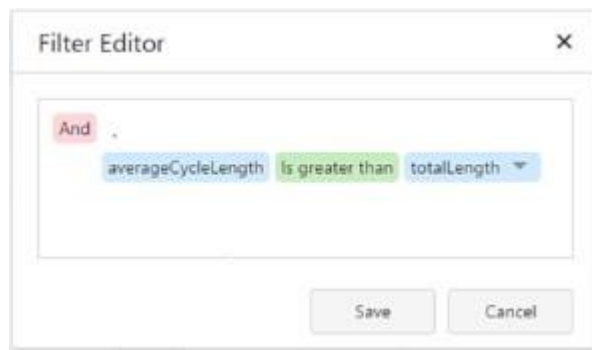 Filter Editor ×
And
averageCycleLength Is greater than totalLength
Save Cancel